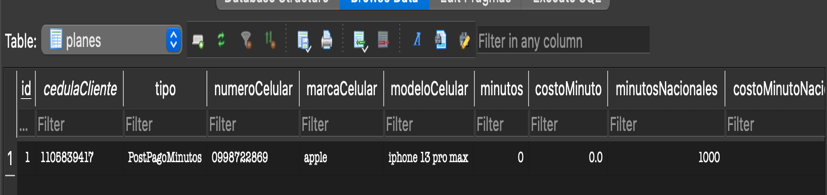 Database Structure Browse Data Edit Pragmas Execute SQL
Table: planes Filter in any column
id cedulaCliente tipo numeroCelular marcaCelular modeloCelular minutos costoMinuto minutosNacionales costoMinutoNaci
... Filter Filter Filter Filter Filter Filter Filter Filter Filter
1 1 1105839417 PostPagoMinutos 0998722869 apple iphone 13 pro max 0 0.0 1000